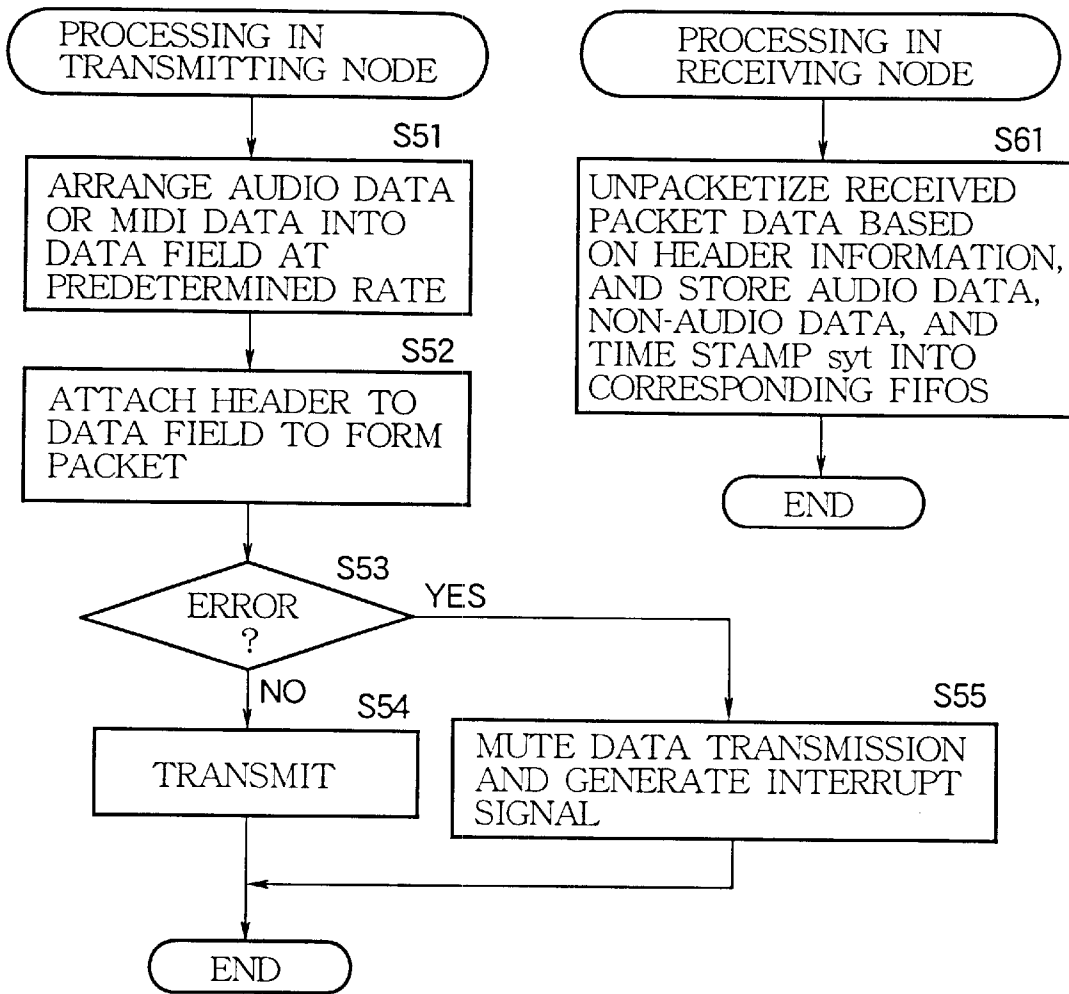 PROCESSING IN
TRANSMITTING NODE
S51
ARRANGE AUDIO DATA
OR MIDI DATA INTO
DATA FIELD AT
PREDETERMINED RATE
S52
ATTACH HEADER TO
DATA FIELD TO FORM
PACKET
S53
ERROR
?
YES
NO
S54
TRANSMIT
S55
MUTE DATA TRANSMISSION
AND GENERATE INTERRUPT
SIGNAL
END
PROCESSING IN
RECEIVING NODE
S61
UNPACKETIZE RECEIVED
PACKET DATA BASED
ON HEADER INFORMATION,
AND STORE AUDIO DATA,
NON-AUDIO DATA, AND
TIME STAMP syt INTO
CORRESPONDING FIFOS
END